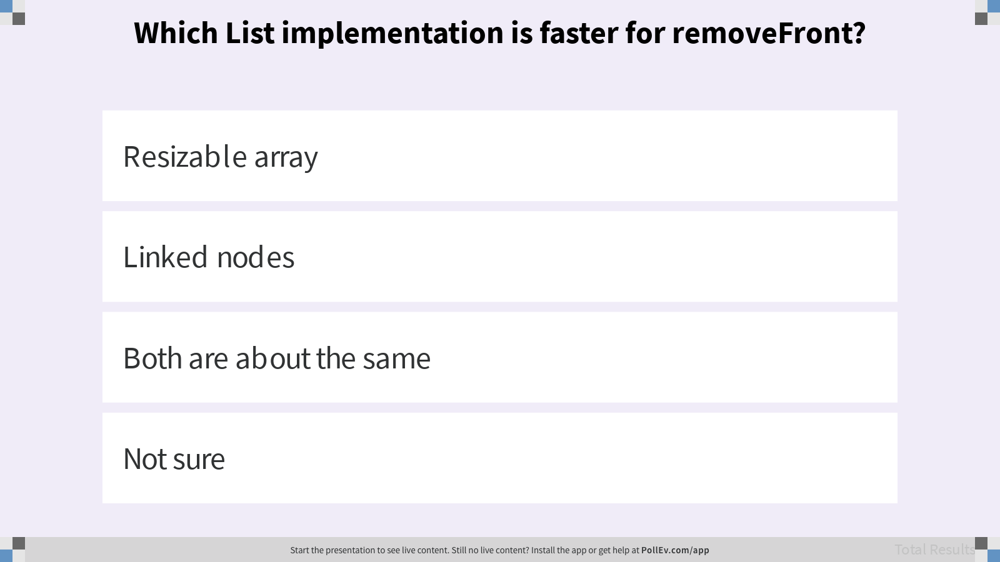 Which List implementation is faster for removeFront?
Resizable array
Linked nodes
Both are about the same
Not sure
Start the presentation to see live content. Still no live content? Install the app or get help at PollEv.com/app
Total Results